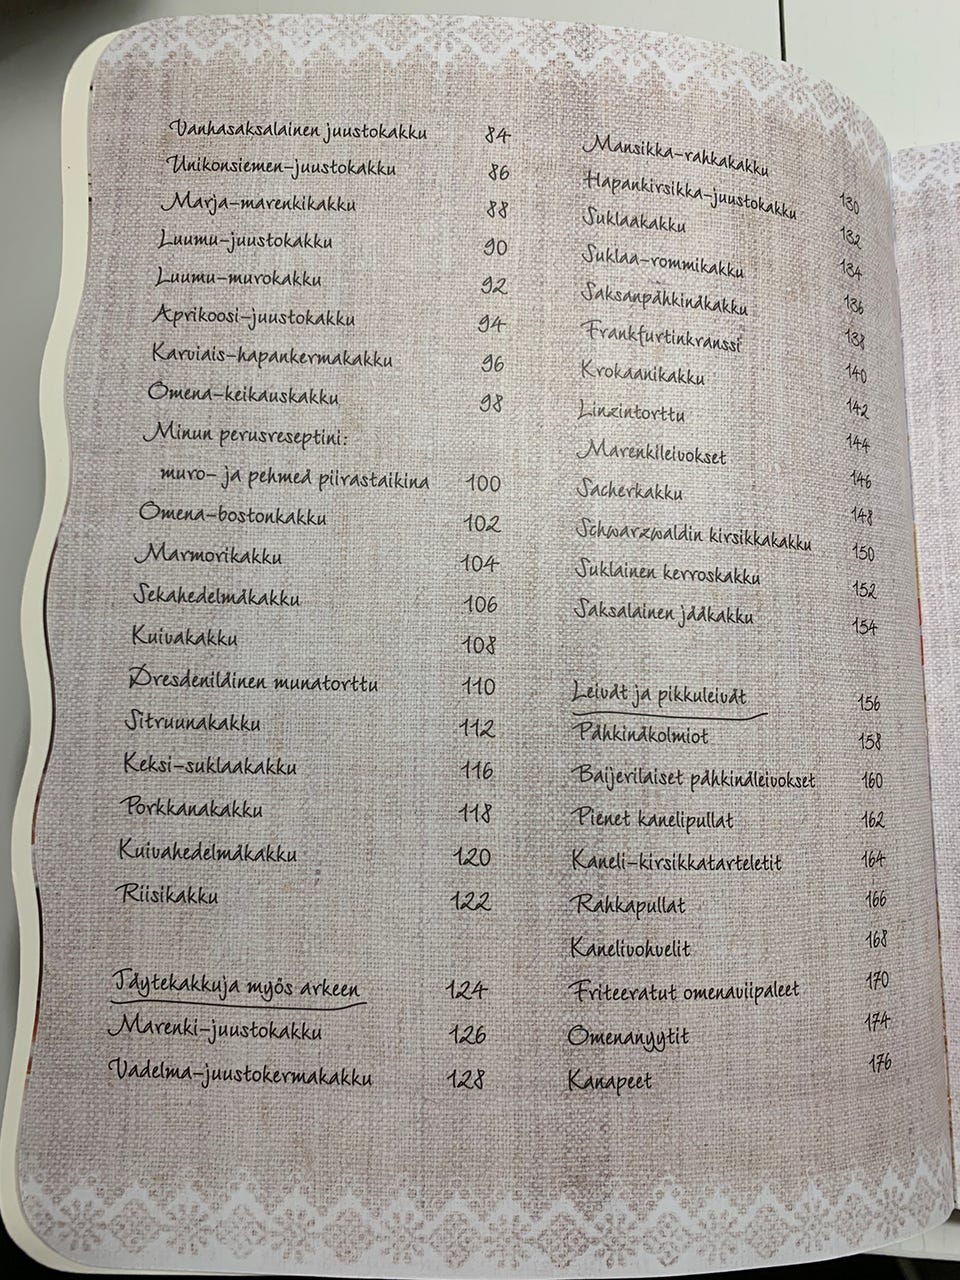 Vanhasaksalainen juustokakku 84
Unikonsiemen-juustokakku 86
Marja-marenkikakku 88
Luumu-juustokakku 90
Luumu-murokakku 92
Aprikoosi-juustokakku 94
Karviais-hapankermakakku 96
Omena-keikauskakku 98
Minun perusreseptini:
muro- ja pehmeä piirastaikina 100
Omena-bostonkakku 102
Marmorikakku 104
Sekahedelmäkakku 106
Kuivakakku 108
Dresdeniläinen munatorttu 110
Sitruunakakku 112
Keksi-suklaakakku 116
Porkkanakakku 118
Kuivahedelmäkakku 120
Riisikakku 122
Täytekakkuja myös arkeen 124
Marenki-juustokakku 126
Vadelma-juustokermakakku 128
Mansikka-rahkakakku 130
Hapankirsikka-juustokakku 132
Suklaakakku 134
Suklaa-rommikakku 136
Saksanpähkinäkakku 138
Frankfurtinkranssi 140
Krokaanikakku 142
Linzintorttu 144
Marenkileivokset 146
Sacherkakku 148
Schwarzwaldin kirsikkakakku 150
Suklainen kerroskakku 152
Saksalainen jääkakku 154
Leivät ja pikkuleivät 156
Pähkinäkolmiot 158
Baijerilaiset pähkinäleivokset 160
Pienet kanelipullat 162
Kaneli-kirsikkatarteletit 164
Rahkapullat 166
Kanelivohvelit 168
Friteeratut omenaviipaleet 170
Omenanyytit 174
Kanapeet 176